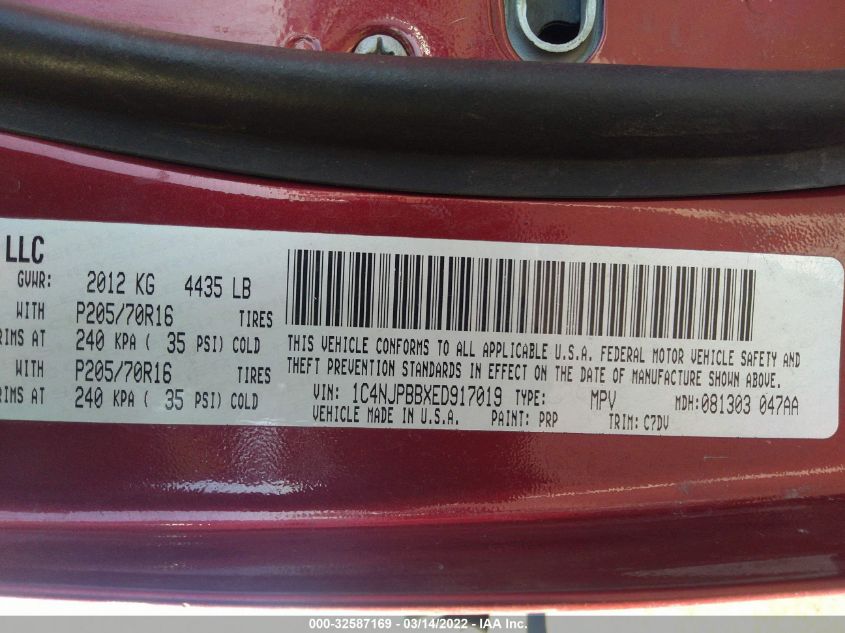 LLC
GVWR: 2012 KG 4435 LB
WITH P205/70R16 TIRES
RIMS AT 240 KPA ( 35 PSI) COLD
WITH P205/70R16 TIRES
RIMS AT 240 KPA ( 35 PSI) COLD
THIS VEHICLE CONFORMS TO ALL APPLICABLE U.S.A. FEDERAL MOTOR VEHICLE SAFETY AND
THEFT PREVENTION STANDARDS IN EFFECT ON THE DATE OF MANUFACTURE SHOWN ABOVE.
VIN: 1C4NJPBBXED917019 TYPE: MPV MDH:081303 047AA
VEHICLE MADE IN U.S.A. PAINT: PRP TRIM: C7DV
000-32587169 - 03/14/2022 - IAA Inc.